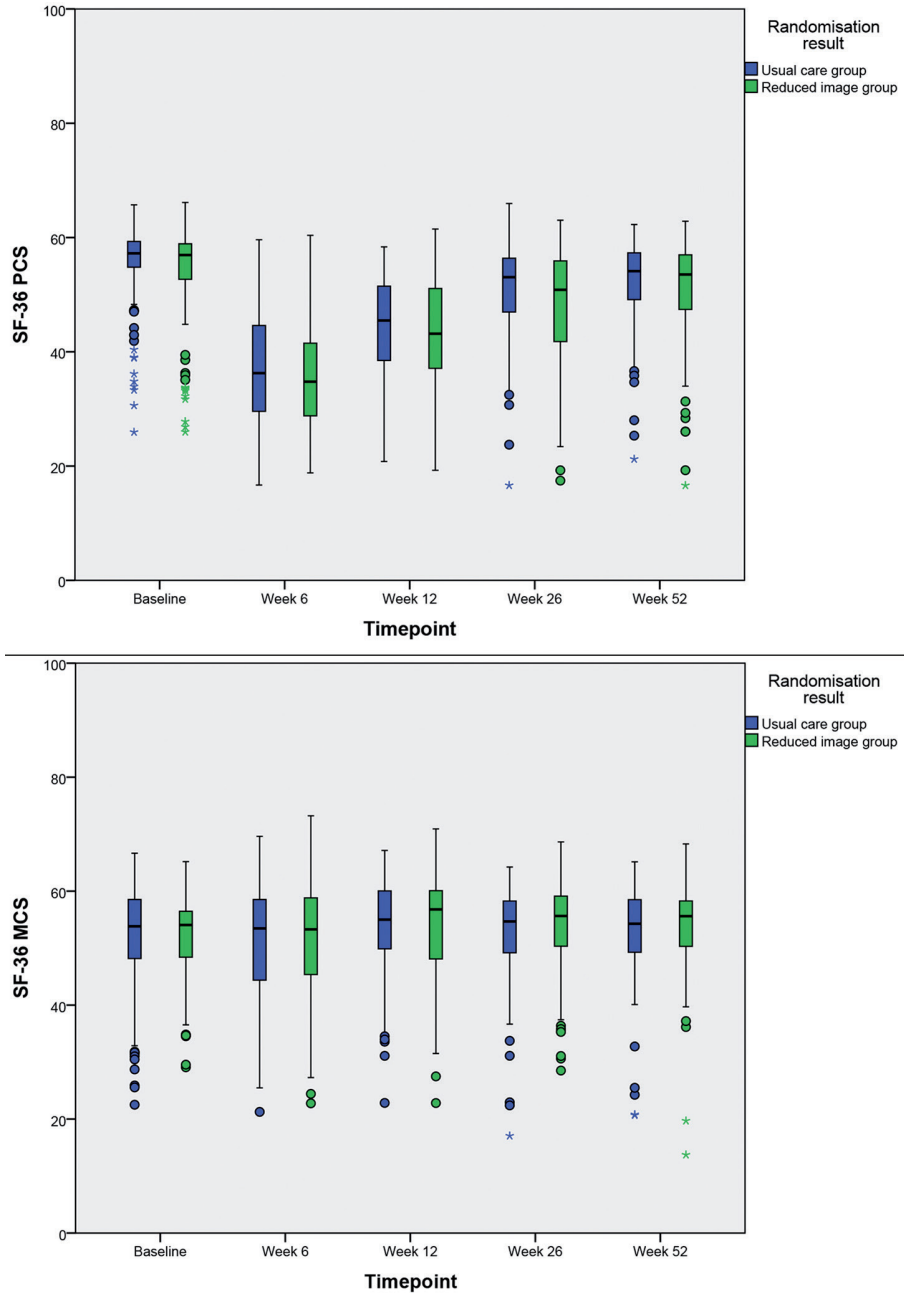 100
80
60
40
20
0
SF-36 PCS
Baseline
Week 6
Week 12
Week 26
Week 52
Timepoint
Randomisation
result
Usual care group
Reduced image group
100
80
60
40
20
0
SF-36 MCS
Baseline
Week 6
Week 12
Week 26
Week 52
Timepoint
Randomisation
result
Usual care group
Reduced image group